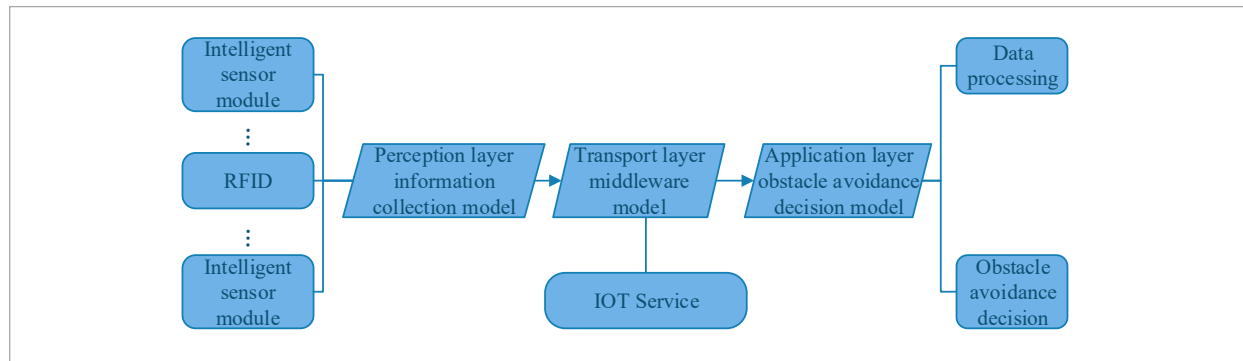 Intelligent
sensor
module
⋮
RFID
⋮
Intelligent
sensor
module
Perception layer
information
collection model
Transport layer
middleware
model
IOT Service
Application layer
obstacle avoidance
decision model
Data
processing
Obstacle
avoidance
decision